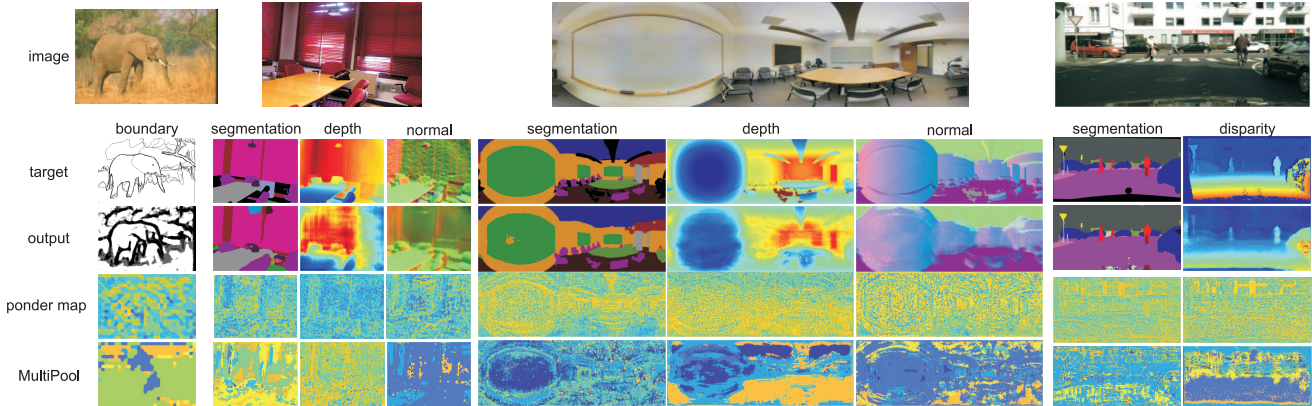 image
boundary segmentation depth normal segmentation depth normal segmentation disparity
target
output
ponder map
MultiPool